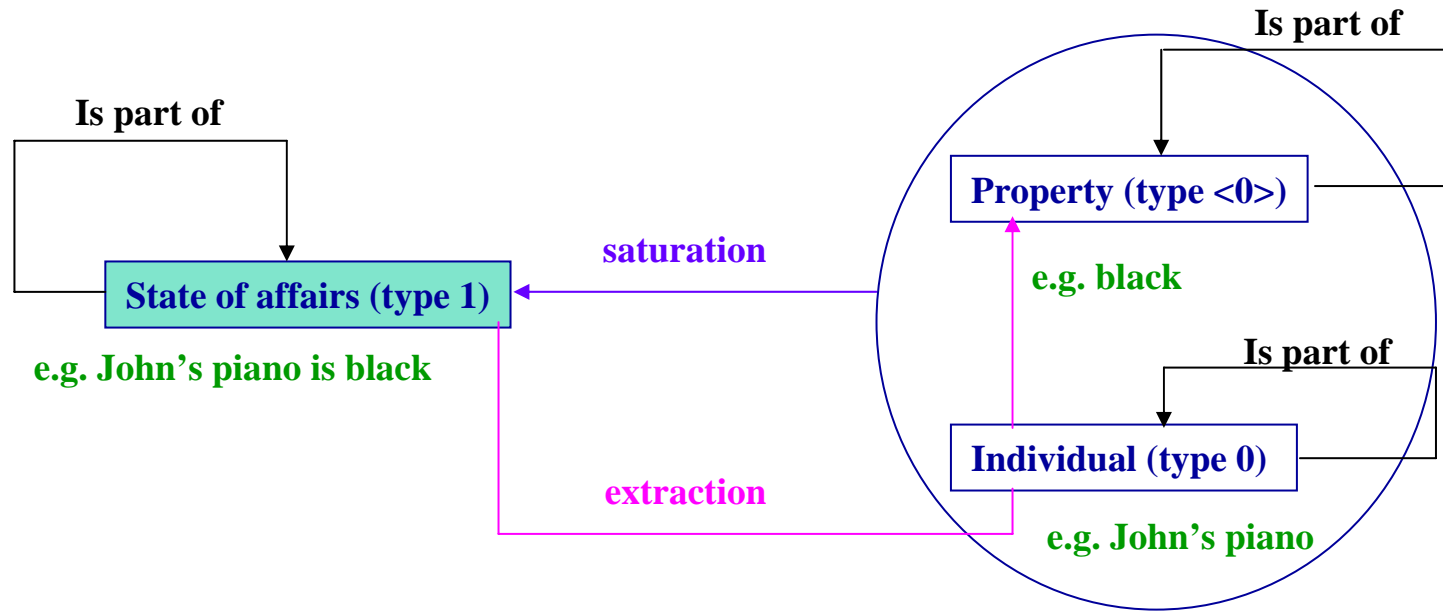 Is part of
Is part of
Property (type <0>)
saturation
e.g. black
State of affairs (type 1)
Is part of
e.g. John’s piano is black
Individual (type 0)
extraction
e.g. John’s piano